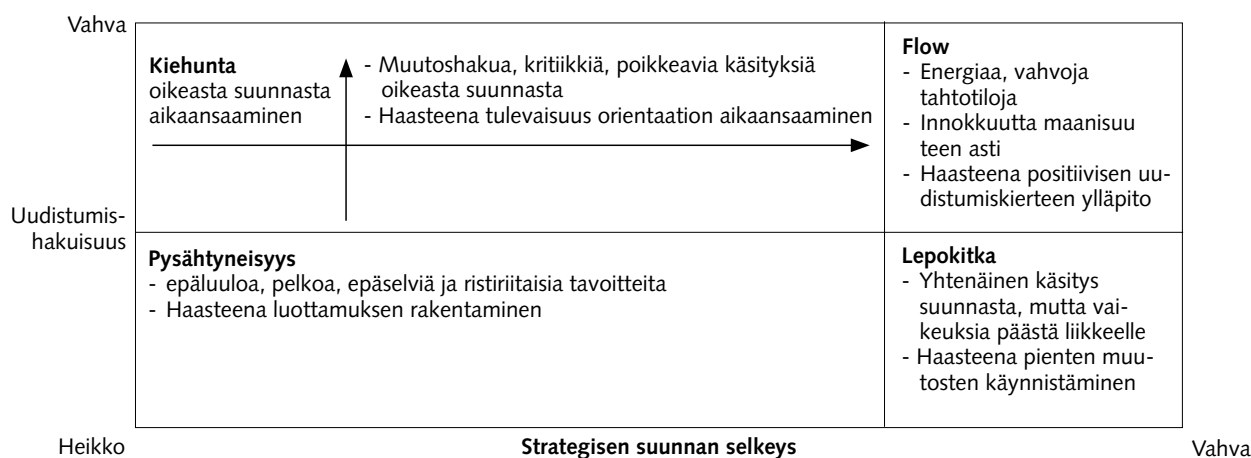 Vahva
Kiehunta
oikeasta suunnasta
aikaansaaminen
- Muutoshakua, kritiikkiä, poikkeavia käsityksiä
oikeasta suunnasta
- Haasteena tulevaisuus orientaation aikaansaaminen
Flow
- Energiaa, vahvoja
tahtotiloja
- Innokkuutta maanisuu
teen asti
- Haasteena positiivisen uu-
distumiskierteen ylläpito
Uudistumis-
hakuisuus
Pysähtyneisyys
- epäluuloa, pelkoa, epäselviä ja ristiriitaisia tavoitteita
- Haasteena luottamuksen rakentaminen
Lepokitka
- Yhtenäinen käsitys
suunnasta, mutta vai-
keuksia päästä liikkeelle
- Haasteena pienten muu-
tosten käynnistäminen
Heikko
Strategisen suunnan selkeys
Vahva